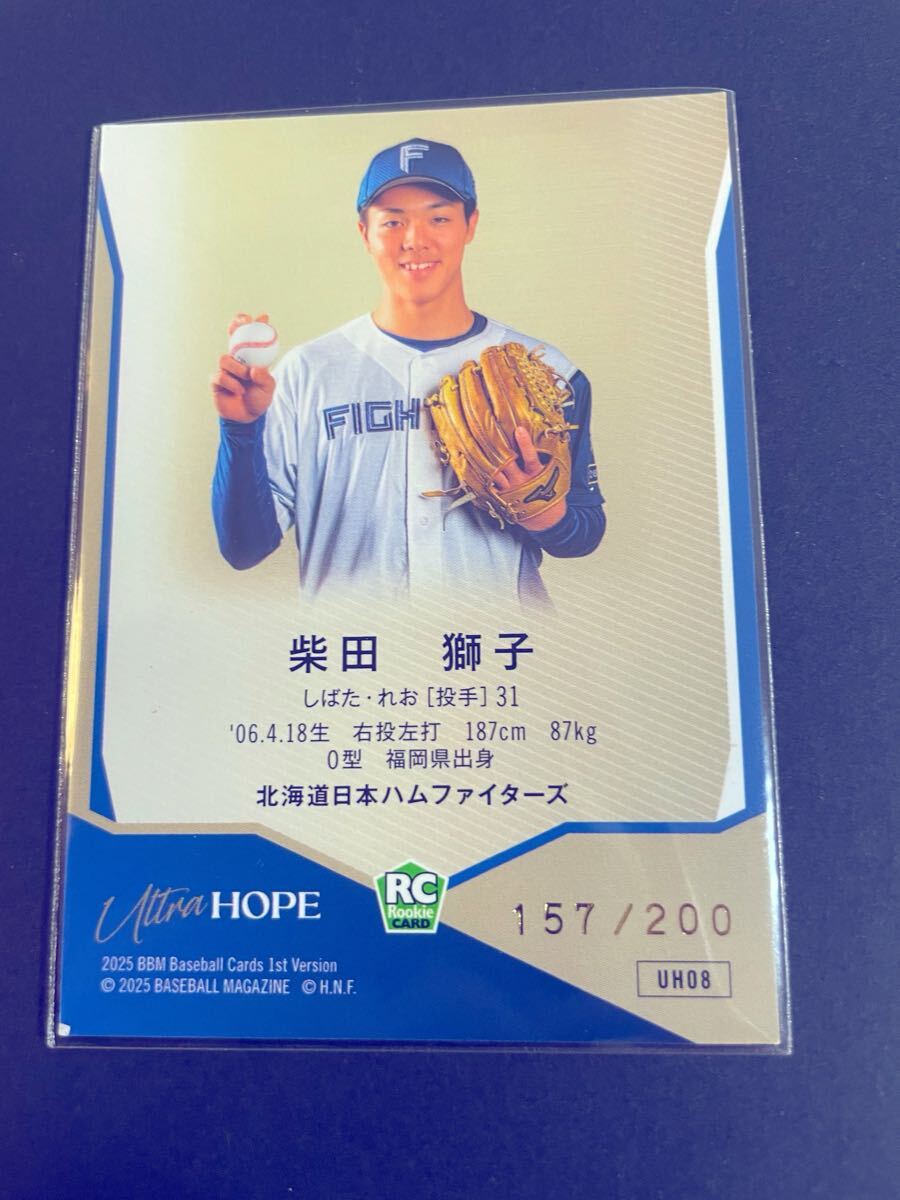 F
FIGH
柴田　獅子
しばた・れお［投手］31
'06.4.18生　右投左打　187cm　87kg
O型　福岡県出身
北海道日本ハムファイターズ
Ultra HOPE
RC
Rookie
CARD
157/200
2025 BBM Baseball Cards 1st Version
© 2025 BASEBALL MAGAZINE　© H.N.F.
UH08